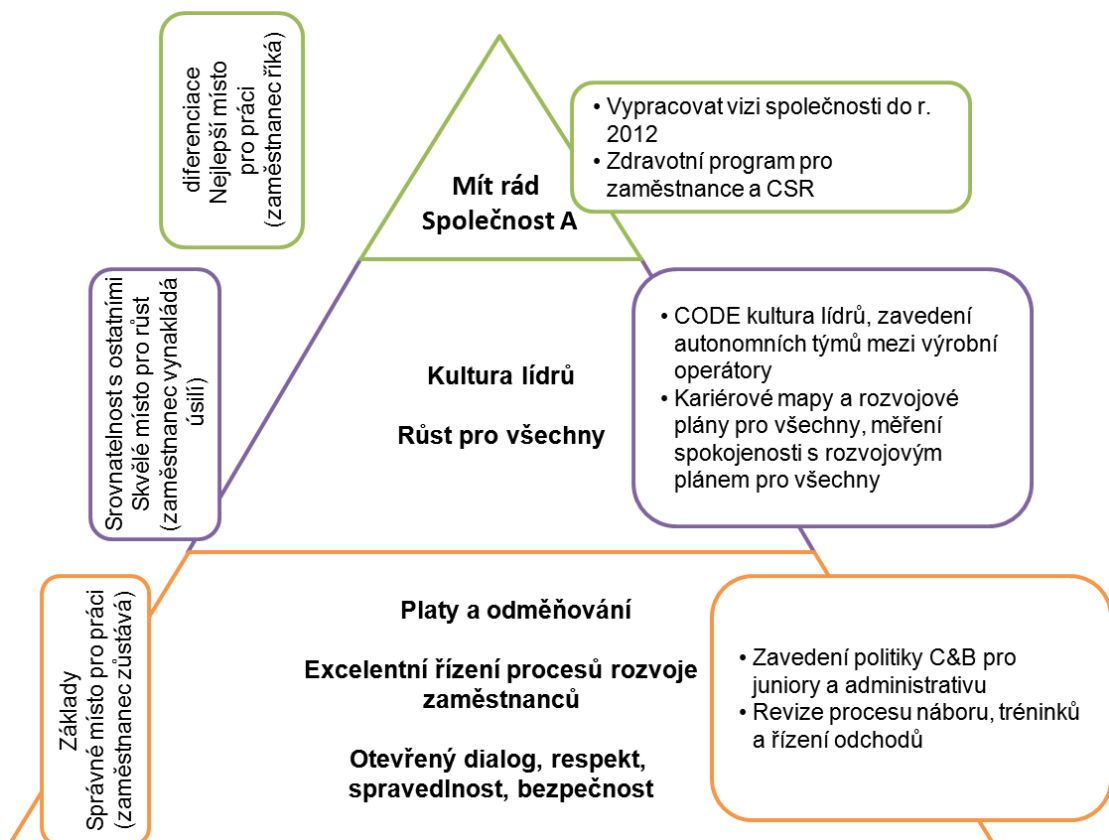 diferenciace
Nejlepší místo
pro práci
(zaměstnanec říká)
Mít rád
Společnost A
• Vypracovat vizi společnosti do r.
2012
• Zdravotní program pro
zaměstnance a CSR
Srovnatelnost s ostatními
Skvělé místo pro růst
(zaměstnanec vynakládá
úsilí)
Kultura lídrů
Růst pro všechny
• CODE kultura lídrů, zavedení
autonomních týmů mezi výrobní
operátory
• Kariérové mapy a rozvojové
plány pro všechny, měření
spokojenosti s rozvojovým
plánem pro všechny
Základy
Správné místo pro práci
(zaměstnanec zůstává)
Platy a odměňování
Excelentní řízení procesů rozvoje
zaměstnanců
Otevřený dialog, respekt,
spravedlnost, bezpečnost
• Zavedení politiky C&B pro
juniory a administrativu
• Revize procesu náboru, tréninků
a řízení odchodů